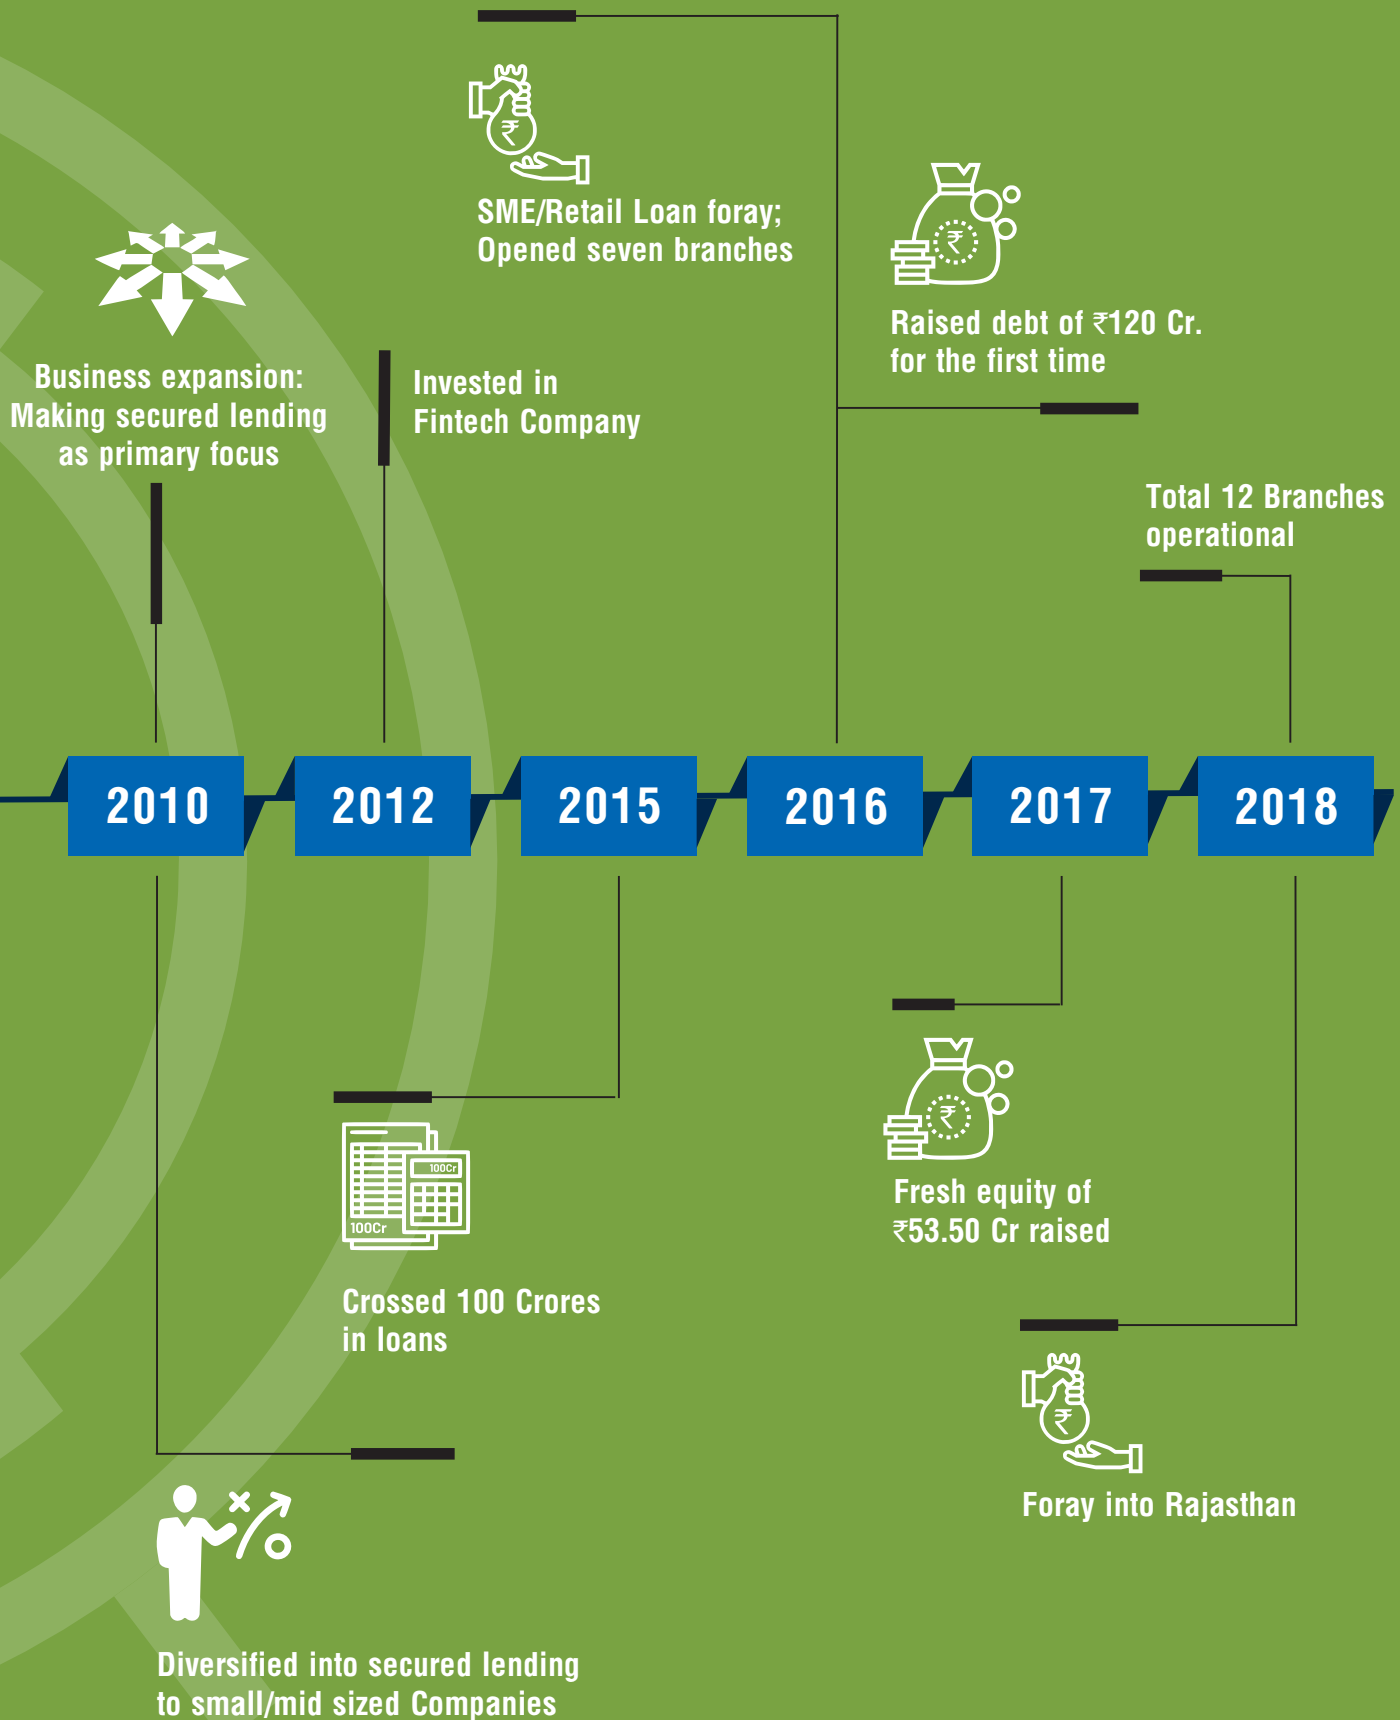 SME/Retail Loan foray;
Opened seven branches
Raised debt of ₹120 Cr.
for the first time
Business expansion:
Making secured lending
as primary focus
Invested in
Fintech Company
Total 12 Branches
operational
2010
2012
2015
2016
2017
2018
100Cr
100Cr
Crossed 100 Crores
in loans
Fresh equity of
₹53.50 Cr raised
Foray into Rajasthan
Diversified into secured lending
to small/mid sized Companies